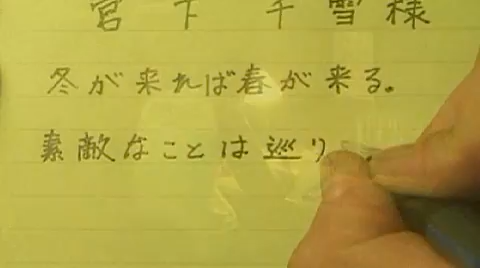 宮下千雪様
冬が来れば春が来る。
素敵なことは巡り